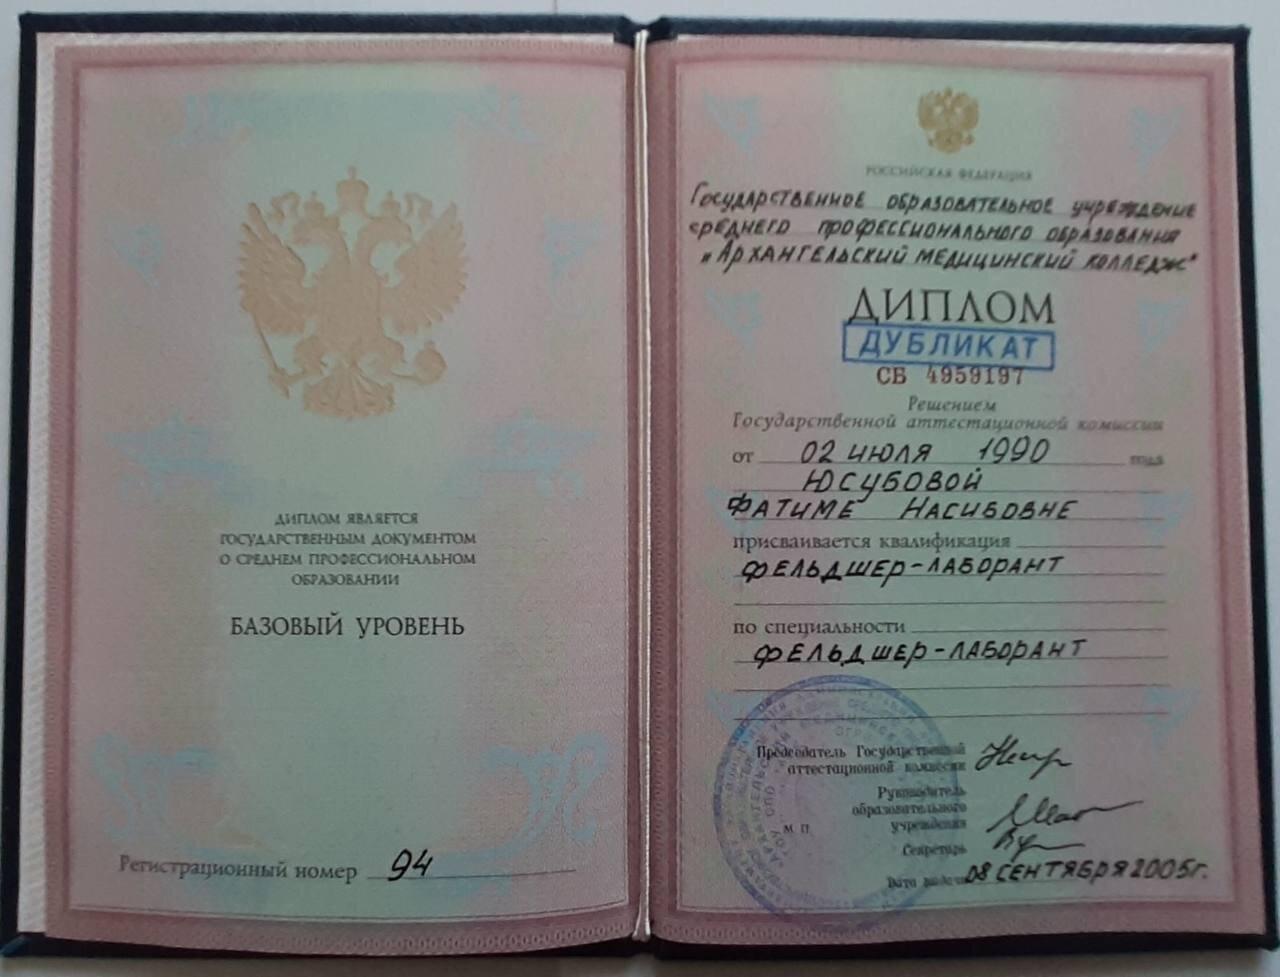 ДИПЛОМ ЯВЛЯЕТСЯ
ГОСУДАРСТВЕННЫМ ДОКУМЕНТОМ
О СРЕДНЕМ ПРОФЕССИОНАЛЬНОМ
ОБРАЗОВАНИИ
БАЗОВЫЙ УРОВЕНЬ
Регистрационный номер 94
РОССИЙСКАЯ ФЕДЕРАЦИЯ
Государственное образовательное учреждение
среднего профессионального образования
"Архангельский медицинский колледж"
ДИПЛОМ
ДУБЛИКАТ
СБ 4959197
Решением
Государственной аттестационной комиссии
от 02 июля 1990 года
Юсубовой
Фатиме Насибовне
присваивается квалификация
фельдшер-лаборант
по специальности
фельдшер-лаборант
Председатель Государственной
аттестационной комиссии
Руководитель
образовательного
М П учреждения
Секретарь
Дата выдачи 08 сентября 2005г.